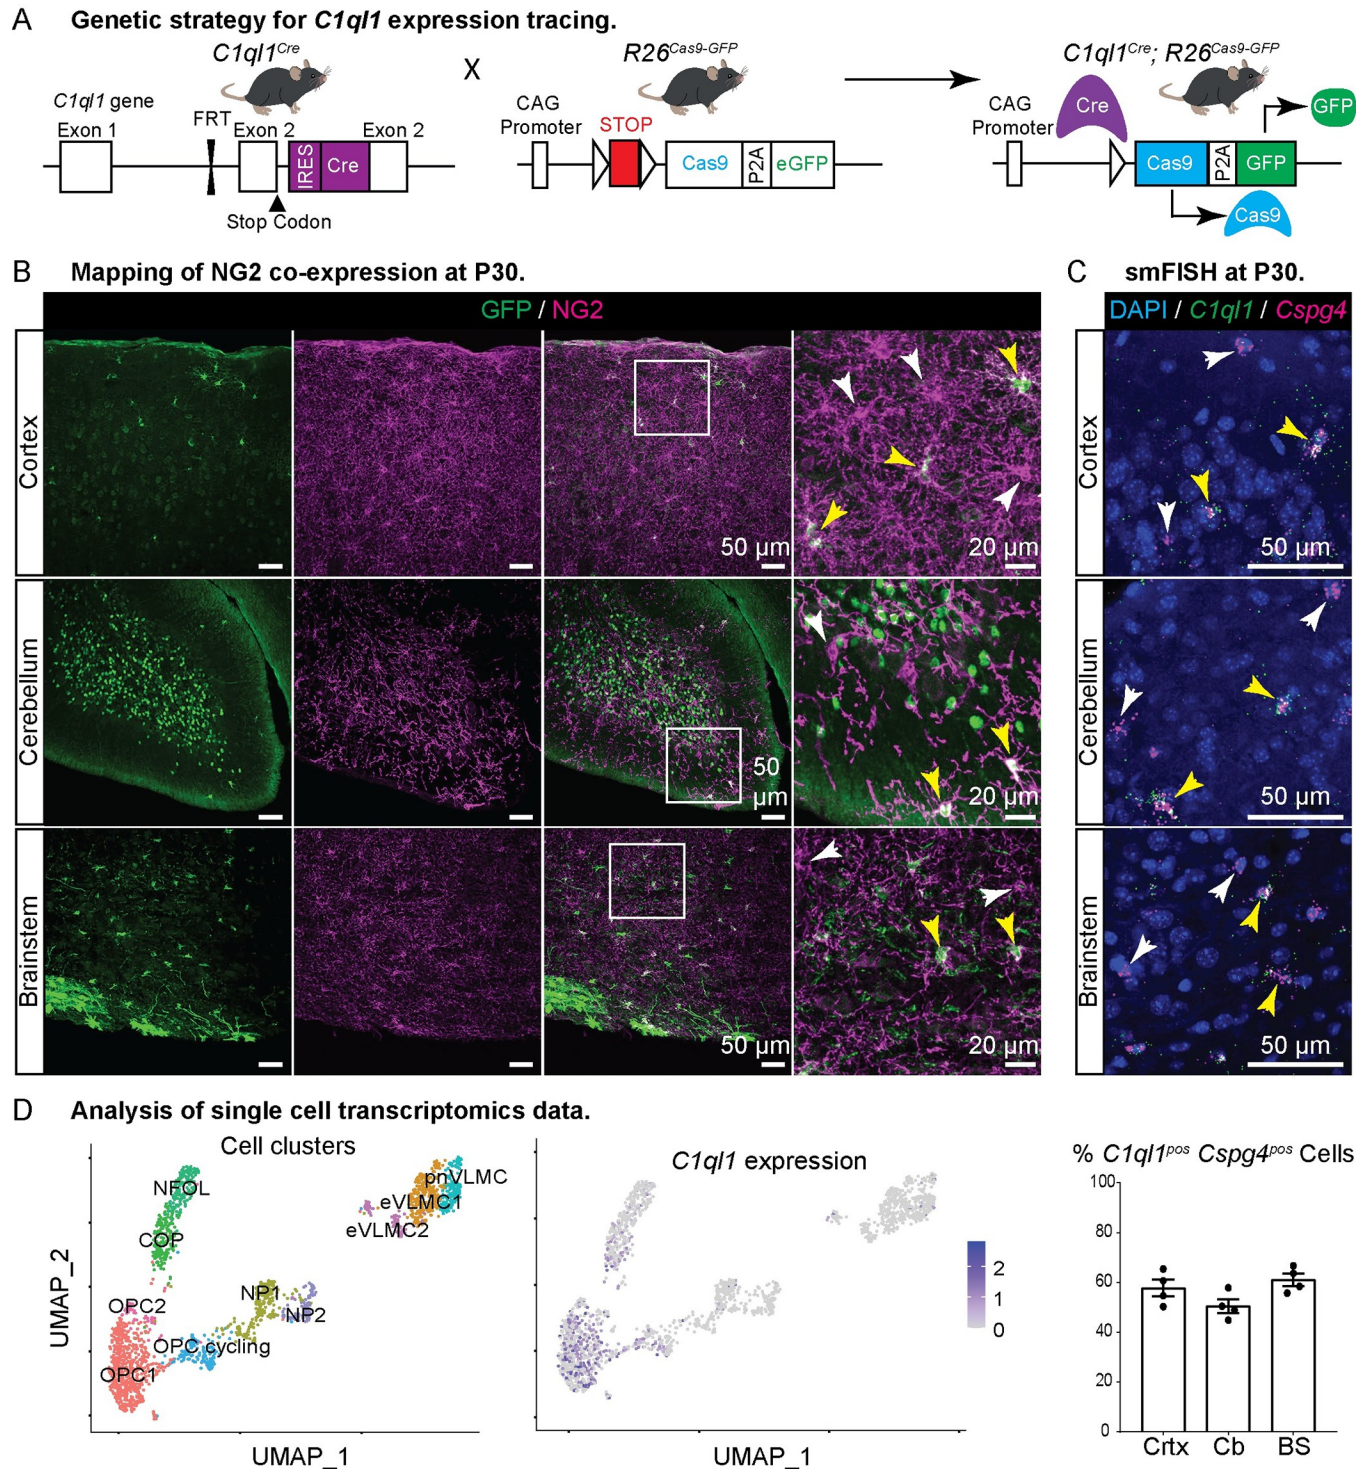 A Genetic strategy for C1ql1 expression tracing.
C1ql1Cre
X
R26Cas9-GFP
C1ql1Cre; R26Cas9-GFP
C1ql1 gene
Exon 1
FRT
Exon 2
IRES
Cre
Exon 2
Stop Codon
CAG
Promoter
STOP
Cas9
P2A
eGFP
CAG
Promoter
Cre
GFP
Cas9
P2A
GFP
Cas9
B Mapping of NG2 co-expression at P30.
GFP / NG2
Cortex
50 µm
20 µm
Cerebellum
50
µm
20 µm
Brainstem
50 µm
20 µm
C smFISH at P30.
DAPI / C1ql1 / Cspg4
Cortex
50 µm
Cerebellum
50 µm
Brainstem
50 µm
D Analysis of single cell transcriptomics data.
Cell clusters
NFOL
COP
OPC2
OPC1
OPC cycling
NP1
NP2
pnVLMC
eVLMC1
eVLMC2
UMAP_2
UMAP_1
C1ql1 expression
2
1
0
UMAP_1
% C1ql1pos Cspg4pos Cells
100
80
60
40
20
0
Crtx Cb BS